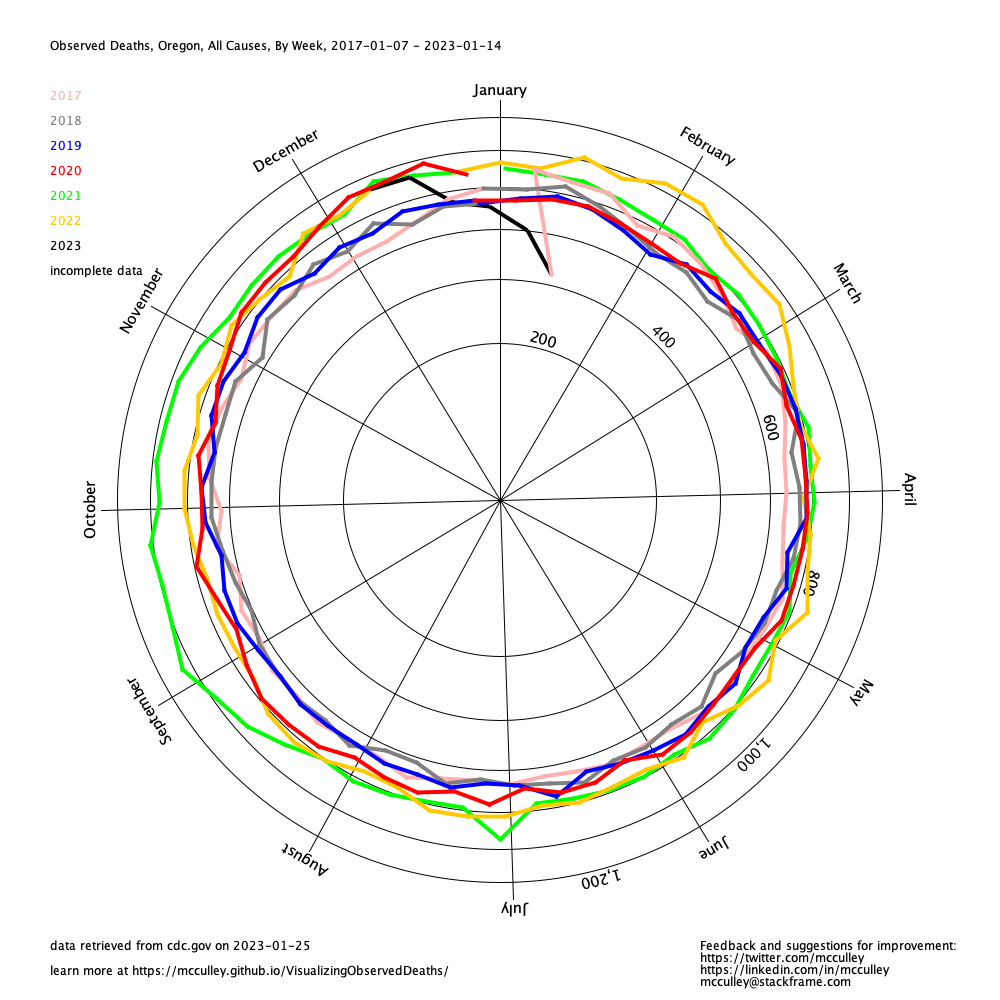 Observed Deaths, Oregon, All Causes, By Week, 2017-01-07 - 2023-01-14
January
2017
2018
2019
2020
2021
2022
2023
incomplete data
December
February
November
March
200
400
600
800
1,000
1,200
October
April
September
May
August
June
July
data retrieved from cdc.gov on 2023-01-25
learn more at https://mcculley.github.io/VisualizingObservedDeaths/
Feedback and suggestions for improvement:
https://twitter.com/mcculley
https://linkedin.com/in/mcculley
mcculley@stackframe.com